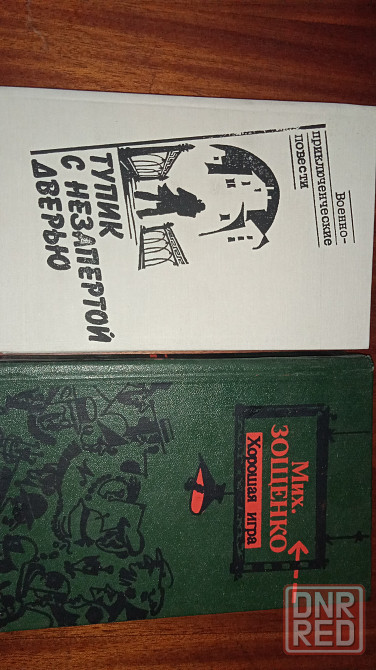 Военно-
приключенческие
повести
ТУПИК
С НЕЗАПЕРТОЙ
ДВЕРЬЮ
Мих.
ЗОЩЕНКО
Хорошая игра
DNR
RED